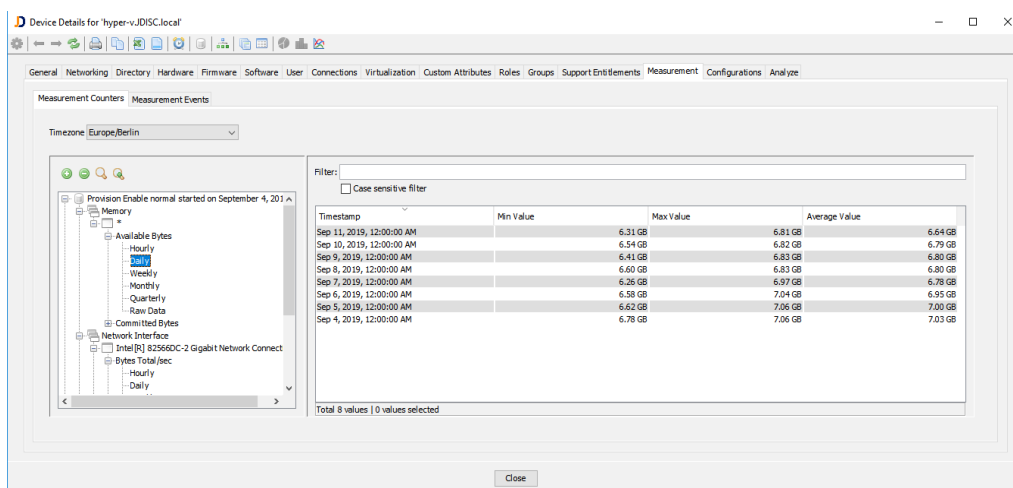 Device Details for 'hyper-v.JDISC.local'
General Networking Directory Hardware Firmware Software User Connections Virtualization Custom Attributes Roles Groups Support Entitlements Measurement Configurations Analyze
Measurement Counters Measurement Events
Timezone Europe/Berlin
Provision Enable normal started on September 4, 201
Memory
*
Available Bytes
Hourly
Daily
Weekly
Monthly
Quarterly
Raw Data
Committed Bytes
Network Interface
Intel[R] 82566DC-2 Gigabit Network Connect
Bytes Total/sec
Hourly
Daily
Filter:
Case sensitive filter
Timestamp Min Value Max Value Average Value
Sep 11, 2019, 12:00:00 AM 6.31 GB 6.81 GB 6.64 GB
Sep 10, 2019, 12:00:00 AM 6.54 GB 6.82 GB 6.79 GB
Sep 9, 2019, 12:00:00 AM 6.41 GB 6.83 GB 6.80 GB
Sep 8, 2019, 12:00:00 AM 6.60 GB 6.83 GB 6.80 GB
Sep 7, 2019, 12:00:00 AM 6.26 GB 6.97 GB 6.78 GB
Sep 6, 2019, 12:00:00 AM 6.58 GB 7.04 GB 6.95 GB
Sep 5, 2019, 12:00:00 AM 6.62 GB 7.06 GB 7.00 GB
Sep 4, 2019, 12:00:00 AM 6.78 GB 7.06 GB 7.03 GB
Total 8 values | 0 values selected
Close